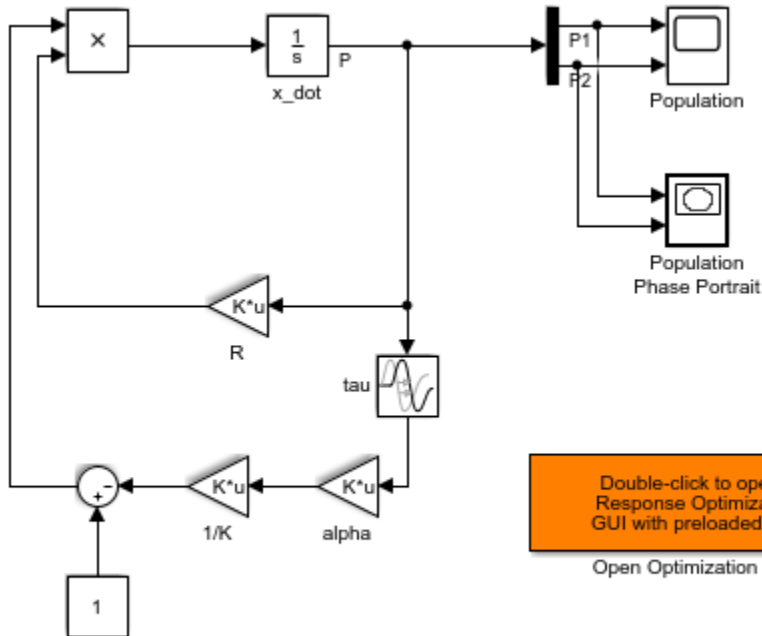 ×
1
s
x_dot
P
P1
P2
Population
Population
Phase Portrait
K*u
R
tau
K*u
1/K
K*u
alpha
1
Double-click to ope
Response Optimiza
GUI with preloaded
Open Optimization